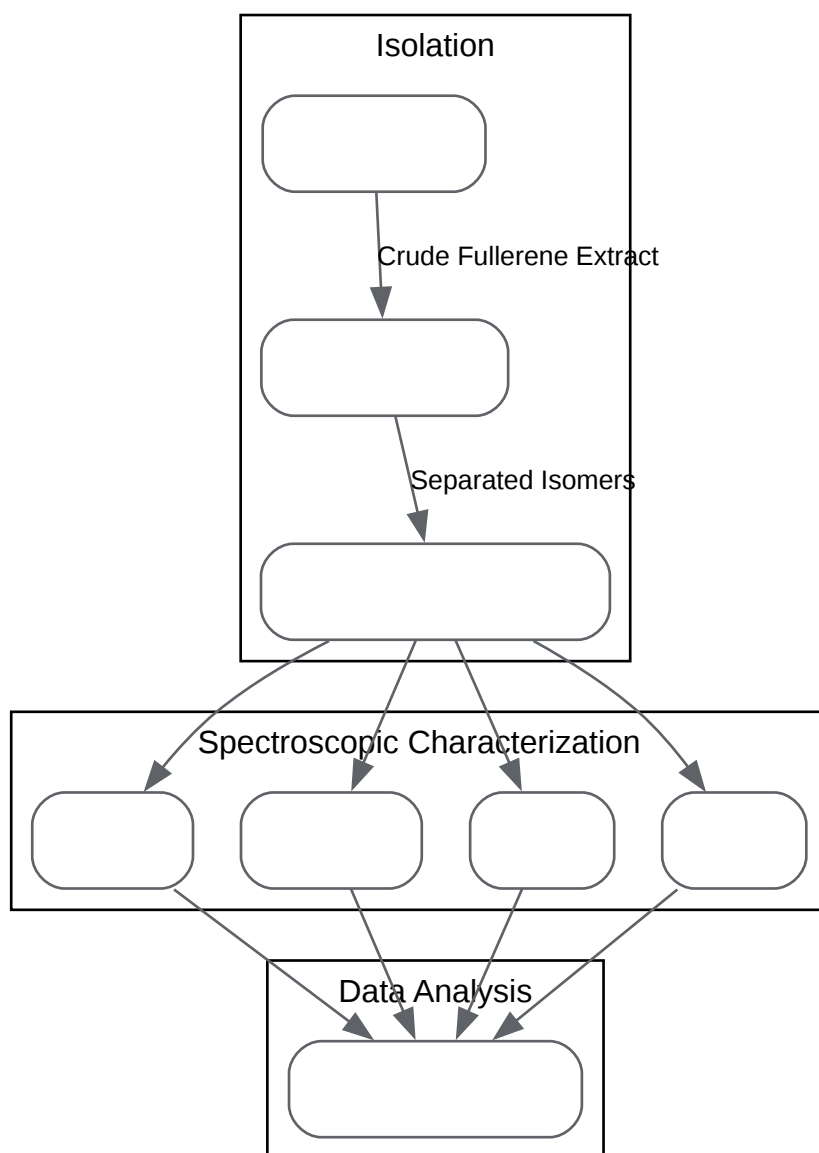 Isolation
Crude Fullerene Extract
Separated Isomers
Spectroscopic Characterization
Data Analysis